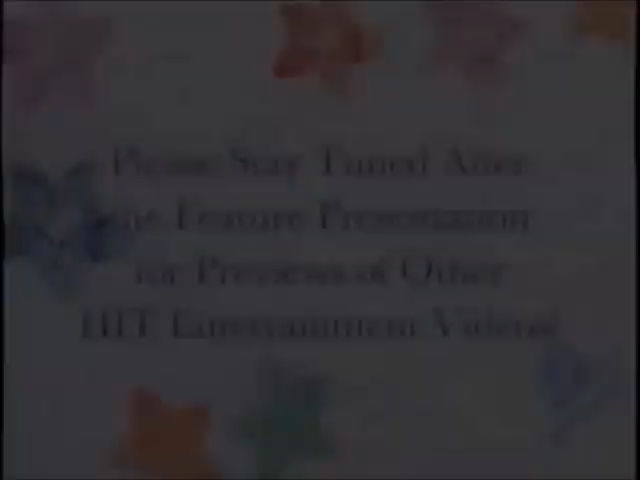 Please Stay Tuned After
the Feature Presentation
for Previews of Other
HIT Entertainment Videos!